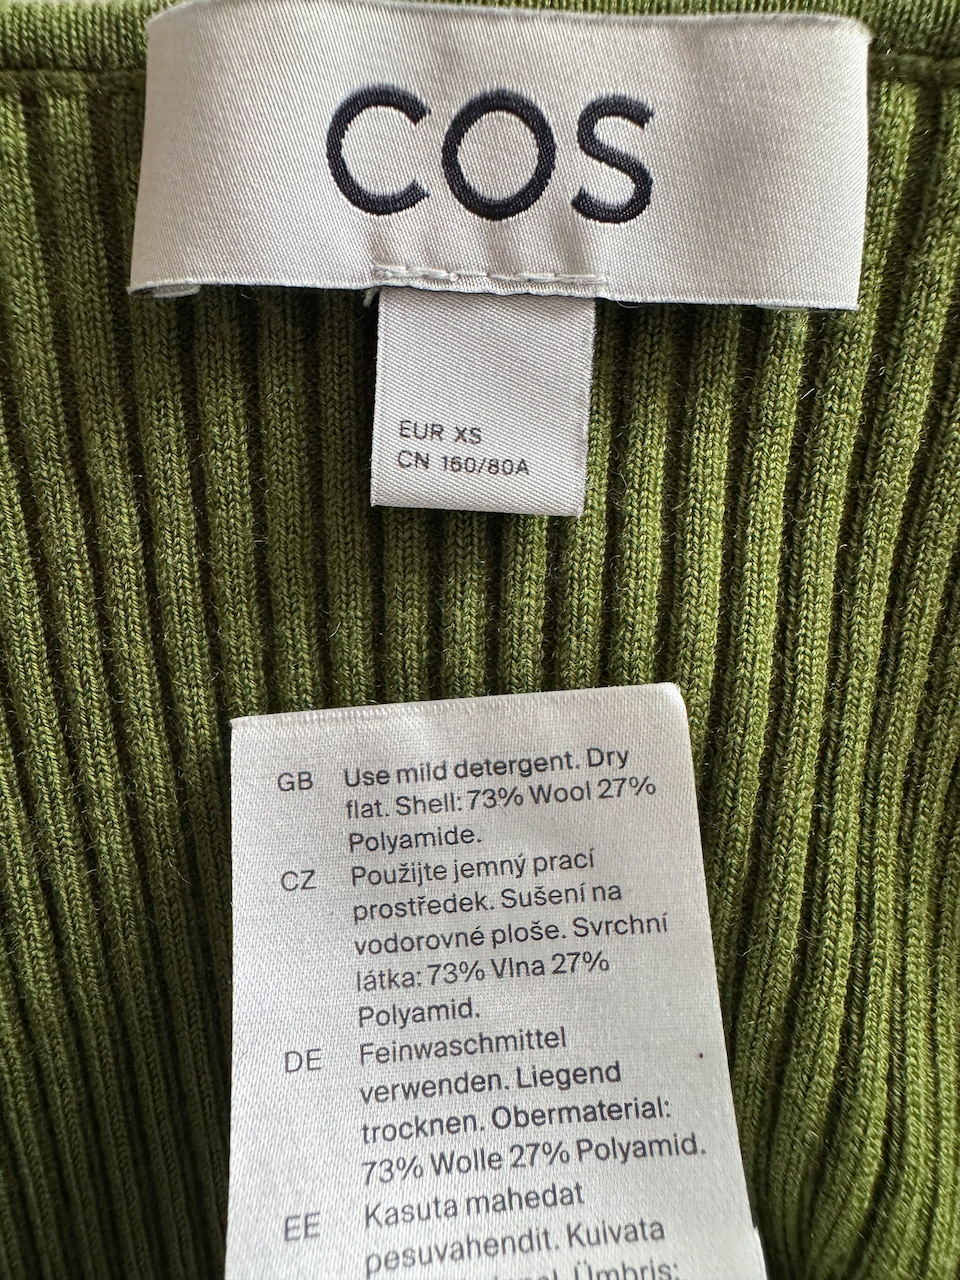 COS
EUR XS
CN 160/80A
GB Use mild detergent. Dry
flat. Shell: 73% Wool 27%
Polyamide.
CZ Použijte jemný prací
prostředek. Sušení na
vodorovné ploše. Svrchní
látka: 73% Vlna 27%
Polyamid.
DE Feinwaschmittel
verwenden. Liegend
trocknen. Obermaterial:
73% Wolle 27% Polyamid.
EE Kasuta mahedat
pesuvahendit. Kuivata
Ümbris: